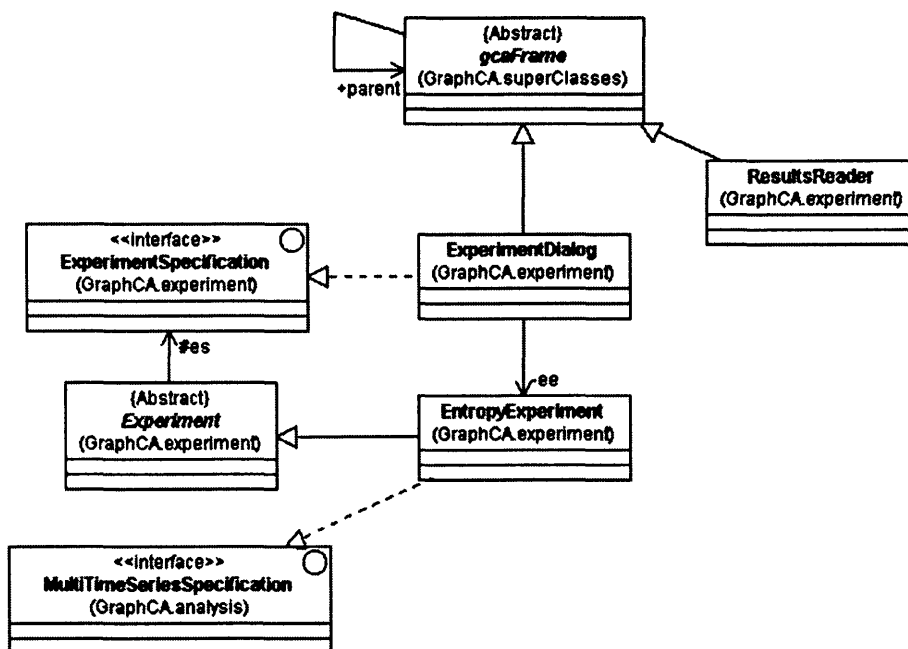 {Abstract}
gcaFrame
(GraphCA.superClasses)
+parent
ResultsReader
(GraphCA.experiment)
<<interface>>
ExperimentSpecification
(GraphCA.experiment)
ExperimentDialog
(GraphCA.experiment)
#es
-ee
{Abstract}
Experiment
(GraphCA.experiment)
EntropyExperiment
(GraphCA.experiment)
<<interface>>
MultiTimeSeriesSpecification
(GraphCA.analysis)